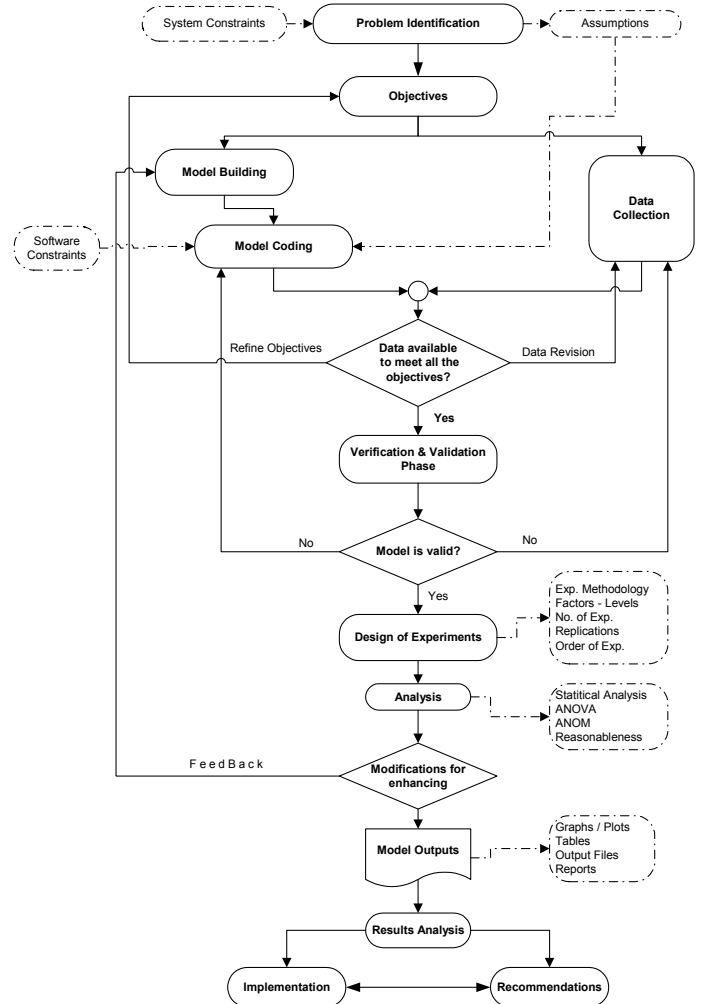 System Constraints
Problem Identification
Assumptions
Objectives
Model Building
Data
Collection
Software
Constraints
Model Coding
Refine Objectives
Data available
to meet all the
objectives?
Data Revision
Yes
Verification & Validation
Phase
No
Model is valid?
No
Yes
Design of Experiments
Exp. Methodology
Factors - Levels
No. of Exp.
Replications
Order of Exp.
Analysis
Statitical Analysis
ANOVA
ANOM
Reasonableness
FeedBack
Modifications for
enhancing
Model Outputs
Graphs / Plots
Tables
Output Files
Reports
Results Analysis
Implementation
Recommendations